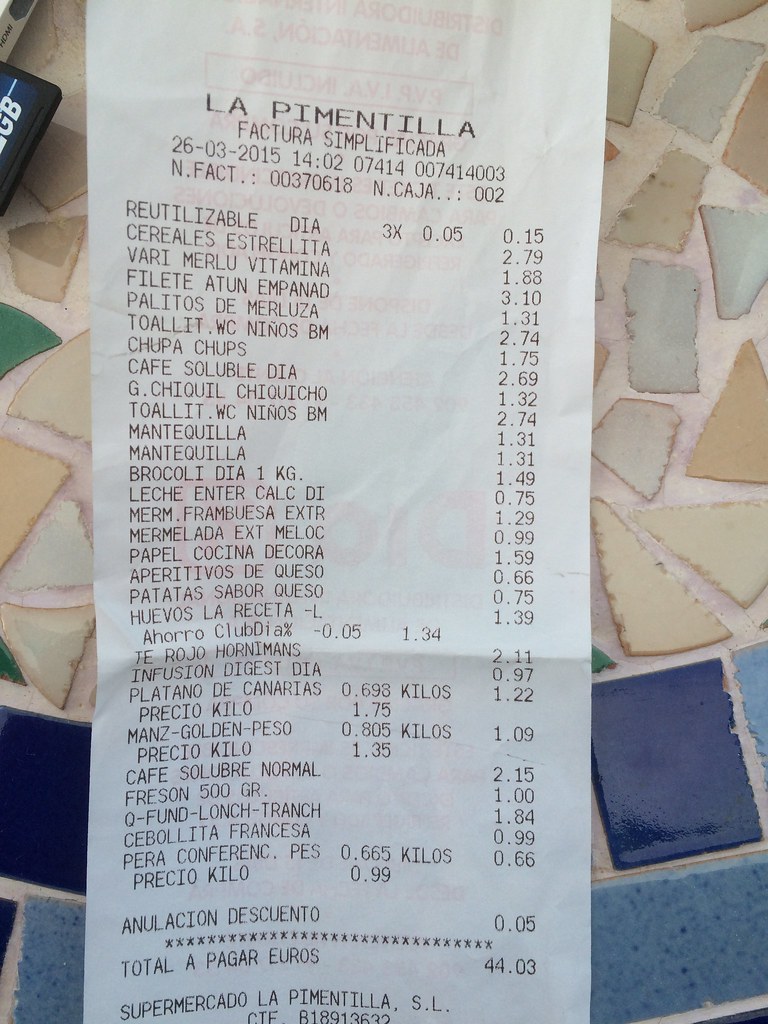 HDMI
GB
LA PIMENTILLA
FACTURA SIMPLIFICADA
26-03-2015 14:02 07414 007414003
N.FACT.: 00370618 N.CAJA..: 002
REUTILIZABLE DIA 3X 0.05 0.15
CEREALES ESTRELLITA 2.79
VARI MERLU VITAMINA 1.88
FILETE ATUN EMPANAD 3.10
PALITOS DE MERLUZA 1.31
TOALLIT.WC NIÑOS BM 2.74
CHUPA CHUPS 1.75
CAFE SOLUBLE DIA 2.69
G.CHIQUIL CHIQUICHO 1.32
TOALLIT.WC NIÑOS BM 2.74
MANTEQUILLA 1.31
MANTEQUILLA 1.31
BROCOLI DIA 1 KG. 1.49
LECHE ENTER CALC DI 0.75
MERM.FRAMBUESA EXTR 1.29
MERMELADA EXT MELOC 0.99
PAPEL COCINA DECORA 1.59
APERITIVOS DE QUESO 0.66
PATATAS SABOR QUESO 0.75
HUEVOS LA RECETA -L 1.39
Ahorro ClubDia% -0.05 1.34
TE ROJO HORNIMANS 2.11
INFUSION DIGEST DIA 0.97
PLATANO DE CANARIAS 0.698 KILOS 1.22
PRECIO KILO 1.75
MANZ-GOLDEN-PESO 0.805 KILOS 1.09
PRECIO KILO 1.35
CAFE SOLUBRE NORMAL 2.15
FRESON 500 GR. 1.00
Q-FUND-LONCH-TRANCH 1.84
CEBOLLITA FRANCESA 0.99
PERA CONFERENC. PES 0.665 KILOS 0.66
PRECIO KILO 0.99
ANULACION DESCUENTO 0.05
********************************
TOTAL A PAGAR EUROS 44.03
SUPERMERCADO LA PIMENTILLA, S.L.
CIF. B18913632